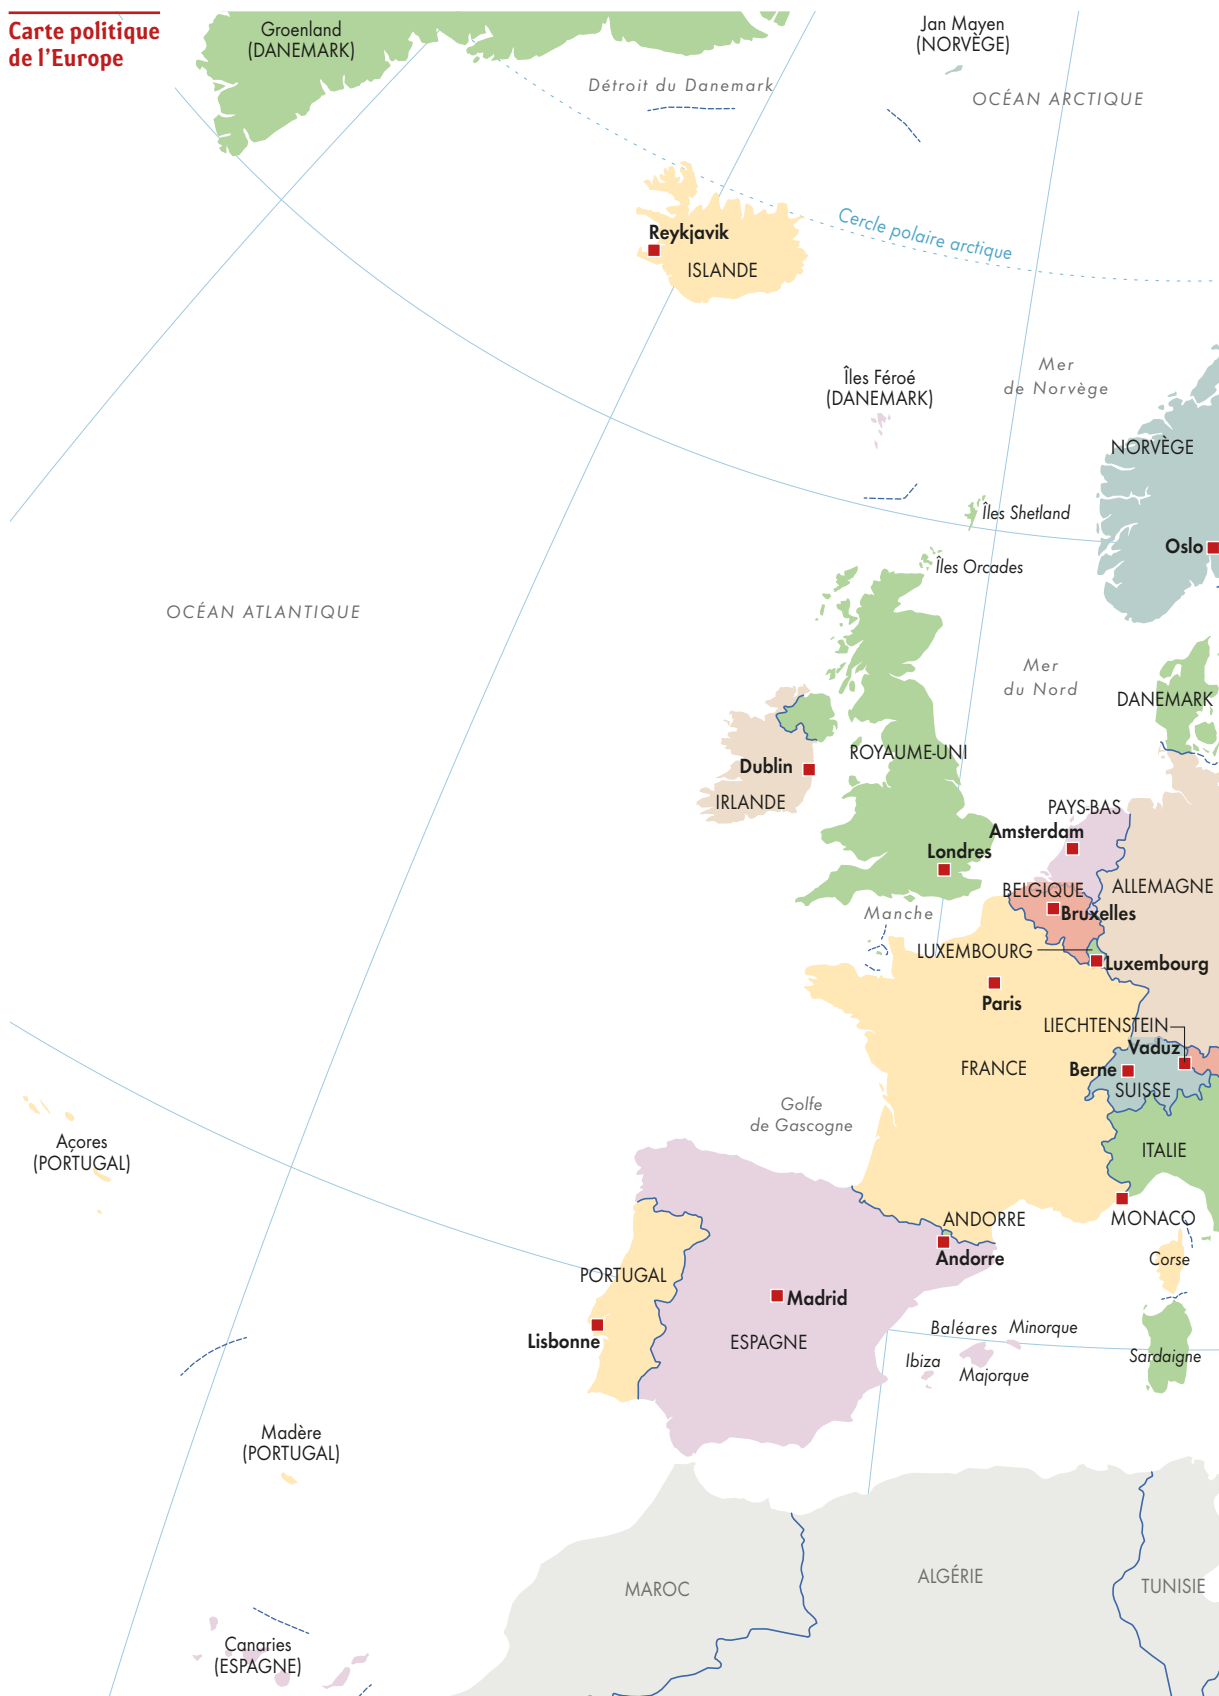 Carte politique
de l'Europe
Groenland
(DANEMARK)
Jan Mayen
(NORVÈGE)
Détroit du Danemark
OCÉAN ARCTIQUE
Cercle polaire arctique
Reykjavik
ISLANDE
Mer
de Norvège
Îles Féroé
(DANEMARK)
NORVÈGE
Îles Shetland
Oslo
Îles Orcades
OCÉAN ATLANTIQUE
Mer
du Nord
DANEMARK
ROYAUME-UNI
Dublin
IRLANDE
PAYS-BAS
Amsterdam
Londres
BELGIQUE
ALLEMAGNE
Manche
Bruxelles
LUXEMBOURG
Luxembourg
Paris
LIECHTENSTEIN
Vaduz
FRANCE
Berne
SUISSE
Golfe
de Gascogne
Açores
(PORTUGAL)
ITALIE
ANDORRE
MONACO
Andorre
Corse
PORTUGAL
Madrid
Lisbonne
ESPAGNE
Baléares
Minorque
Ibiza
Majorque
Sardaigne
Madère
(PORTUGAL)
MAROC
ALGÉRIE
TUNISIE
Canaries
(ESPAGNE)